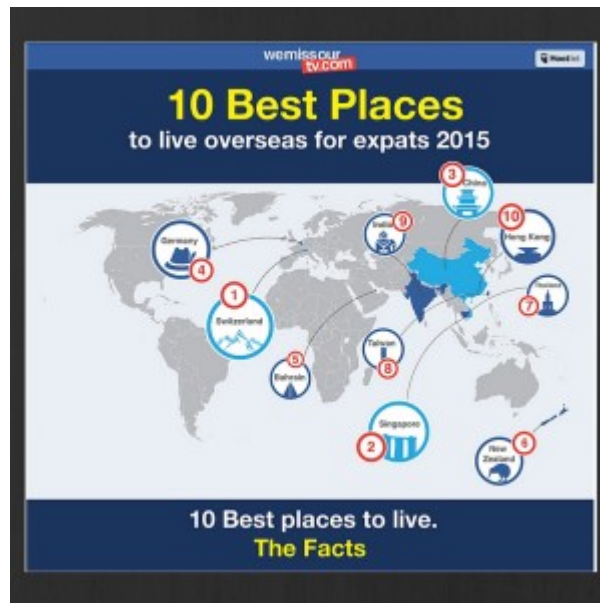 wemissour
tv.com
10 Best Places
to live overseas for expats 2015
3
China
9
India
10
Hong Kong
Germany
4
1
Switzerland
Thailand
7
5
Bahrain
Taiwan
8
Singapore
2
6
New
Zealand
10 Best places to live.
The Facts